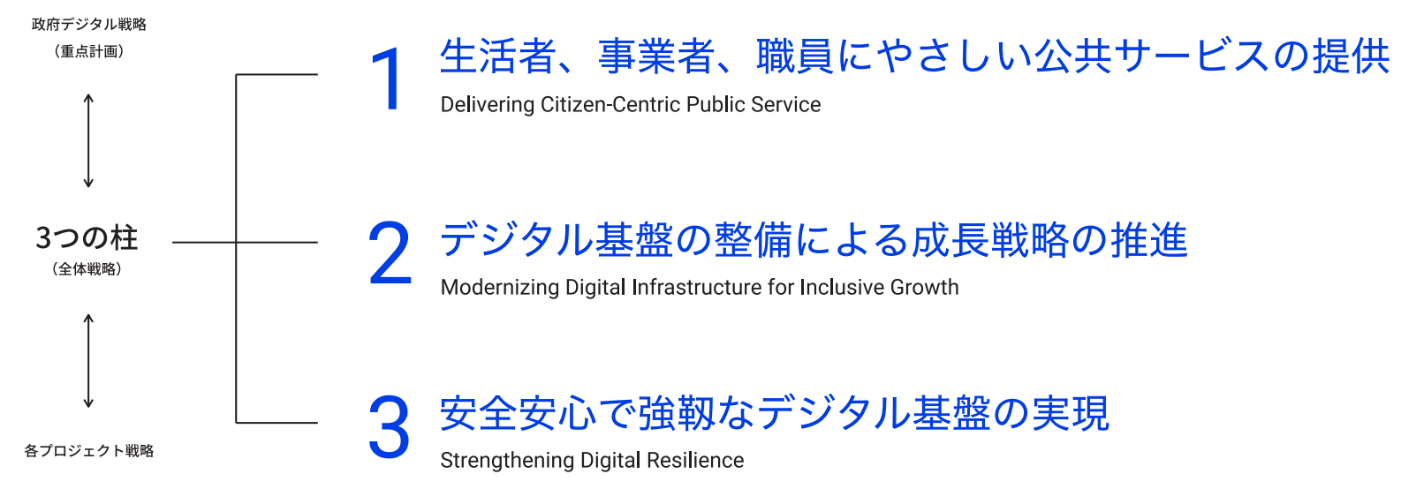 政府デジタル戦略
（重点計画）
3つの柱
（全体戦略）
各プロジェクト戦略
1
生活者、事業者、職員にやさしい公共サービスの提供
Delivering Citizen-Centric Public Service
2
デジタル基盤の整備による成長戦略の推進
Modernizing Digital Infrastructure for Inclusive Growth
3
安全安心で強靱なデジタル基盤の実現
Strengthening Digital Resilience